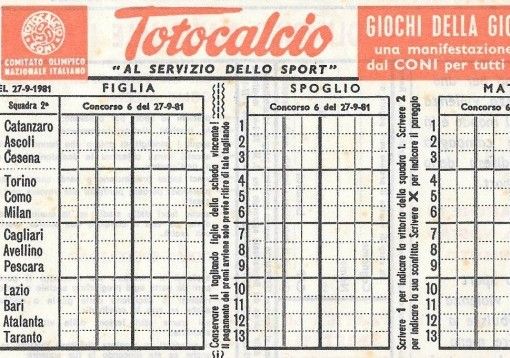 TOTOCALCIO
CONI
COMITATO OLIMPICO
NAZIONALE ITALIANO
Totocalcio
"AL SERVIZIO DELLO SPORT"
GIOCHI DELLA GIO
una manifestazione
dal CONI per tutti
EL 27-9-1981
FIGLIA
SPOGLIO
MAT
Squadra 2ª
Concorso 6 del 27-9-81
Concorso 6 del 27-9-81
Concorso
Catanzaro
Ascoli
Cesena
Torino
Como
Milan
Cagliari
Avellino
Pescara
Lazio
Bari
Atalanta
Taranto
Conservare il tagliando figlia della scheda vincente!
Il pagamento dei premi avviene solo previo ritiro di tale tagliando
1
2
3
4
5
6
7
8
9
10
11
12
13
Scrivere 1 per indicare la vittoria della squadra 1. Scrivere 2
per indicare la sua sconfitta. Scrivere X per indicare il pareggio
1
2
3
4
5
6
7
8
9
10
11
12
13